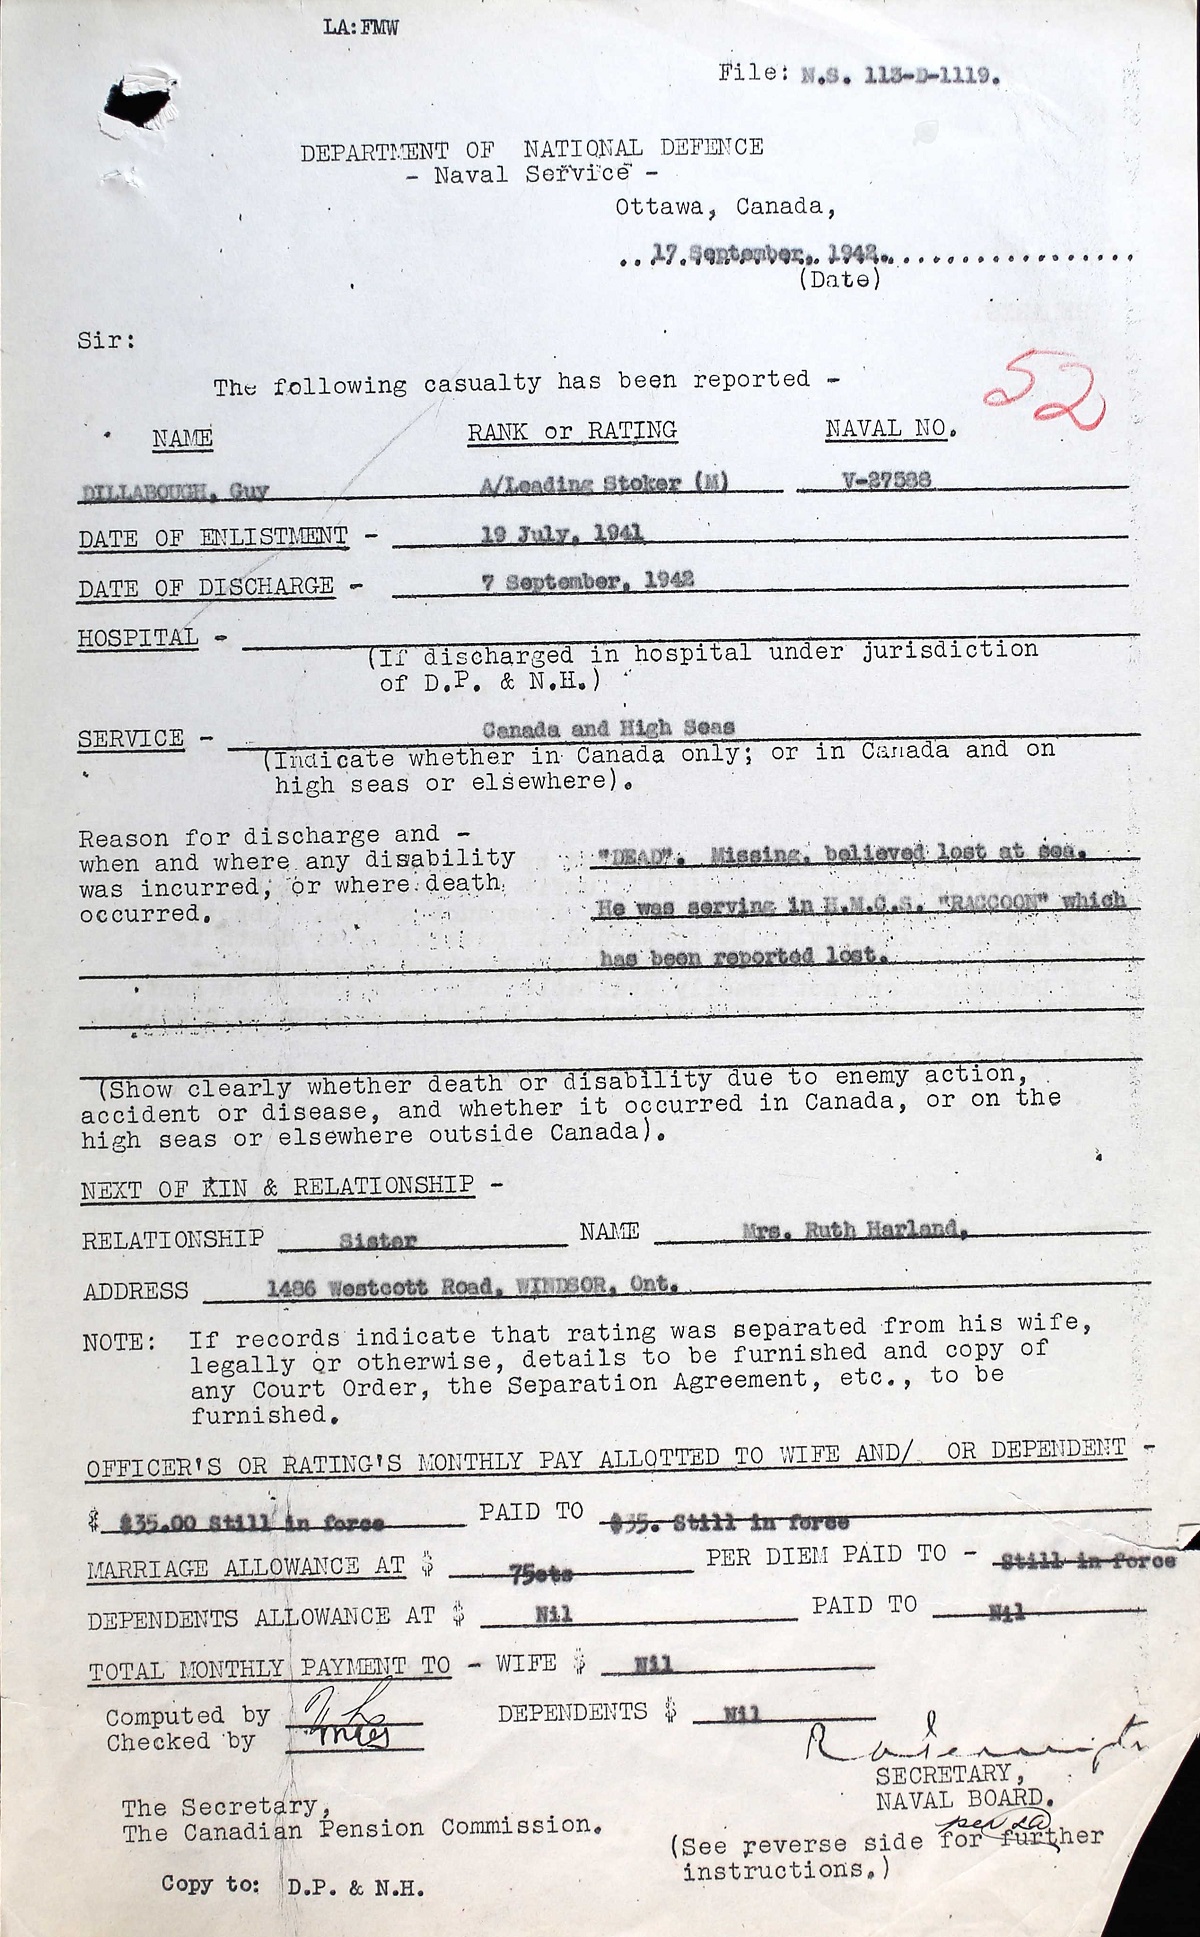 LA:FMW
File: N.S. 113-D-1119.
DEPARTMENT OF NATIONAL DEFENCE
- Naval Service -
Ottawa, Canada,
..17.September,.1942...................
(Date)
Sir:
The following casualty has been reported -
52
NAME RANK or RATING NAVAL NO.
DILLABOUGH, Guy A/Leading Stoker (M) V-27588
DATE OF ENLISTMENT - 19 July, 1941
DATE OF DISCHARGE - 7 September, 1942
HOSPITAL -
(If discharged in hospital under jurisdiction
of D.P. & N.H.)
SERVICE - Canada and High Seas
(Indicate whether in Canada only; or in Canada and on
high seas or elsewhere).
Reason for discharge and -
when and where any disability "DEAD". Missing, believed lost at sea.
was incurred, or where death
occurred. He was serving in H.M.C.S. "RACCOON" which
has been reported lost.
(Show clearly whether death or disability due to enemy action,
accident or disease, and whether it occurred in Canada, or on the
high seas or elsewhere outside Canada).
NEXT OF KIN & RELATIONSHIP -
RELATIONSHIP Sister NAME Mrs. Ruth Harland,
ADDRESS 1486 Westcott Road, WINDSOR, Ont.
NOTE: If records indicate that rating was separated from his wife,
legally or otherwise, details to be furnished and copy of
any Court Order, the Separation Agreement, etc., to be
furnished.
OFFICER'S OR RATING'S MONTHLY PAY ALLOTTED TO WIFE AND/ OR DEPENDENT -
$ $35.00 Still in force PAID TO $35. Still in force
MARRIAGE ALLOWANCE AT $ 75cts PER DIEM PAID TO - Still in force
DEPENDENTS ALLOWANCE AT $ Nil PAID TO Nil
TOTAL MONTHLY PAYMENT TO - WIFE $ Nil
Computed by DEPENDENTS $ Nil
Checked by
SECRETARY,
NAVAL BOARD.
The Secretary,
The Canadian Pension Commission.
per
(See reverse side for further
instructions.)
Copy to: D.P. & N.H.